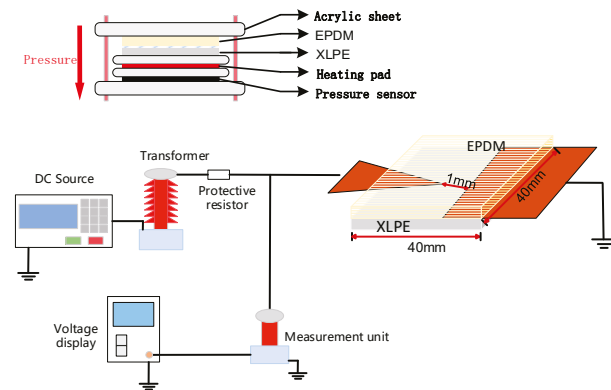 Acrylic sheet
EPDM
XLPE
Pressure
Heating pad
Pressure sensor
Transformer
DC Source
Protective
resistor
EPDM
1mm
40mm
XLPE
40mm
Voltage
display
Measurement unit